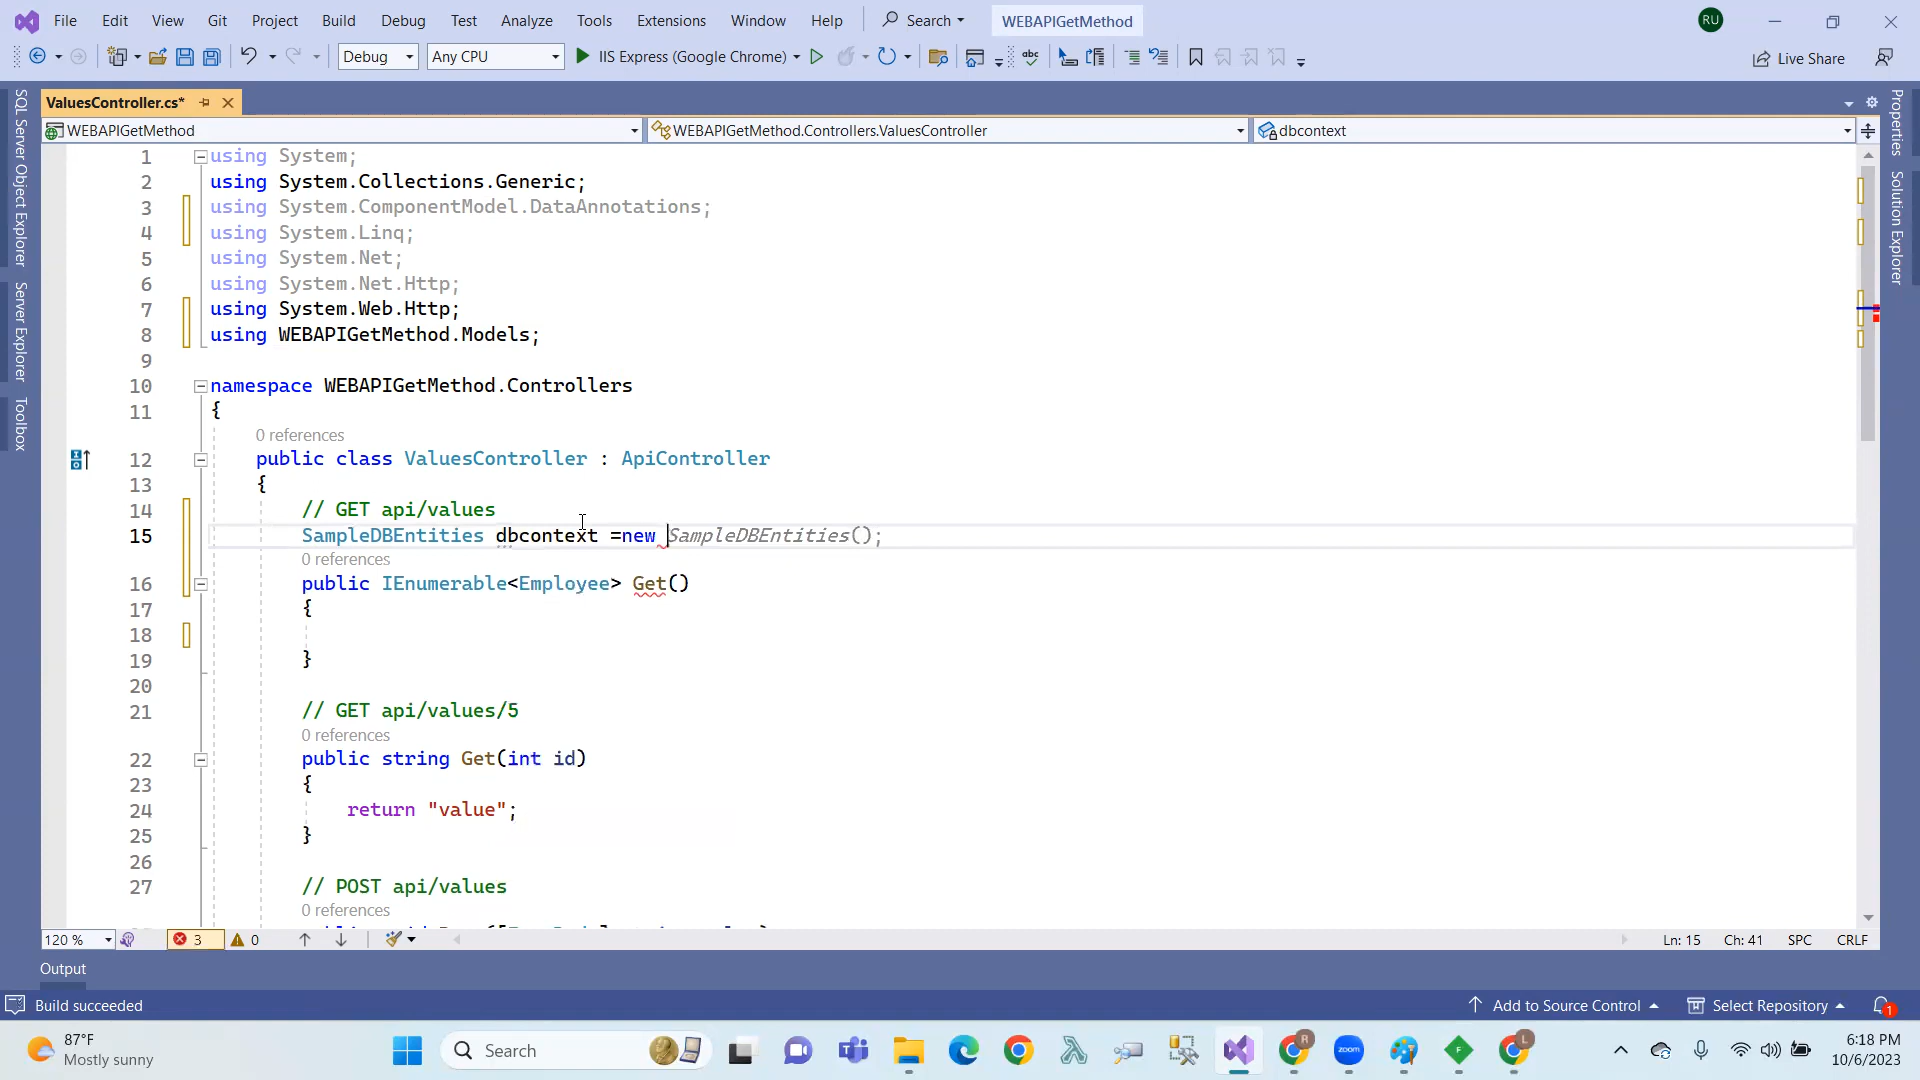 File Edit View Git Project Build Debug Test Analyze Tools Extensions Window Help Search WEBAPIGetMethod RU
Debug Any CPU IIS Express (Google Chrome) Live Share
ValuesController.cs*
WEBAPIGetMethod WEBAPIGetMethod.Controllers.ValuesController dbcontext
SQL Server Object Explorer
Server Explorer
Toolbox
Properties
Solution Explorer
1 using System;
2 using System.Collections.Generic;
3 using System.ComponentModel.DataAnnotations;
4 using System.Linq;
5 using System.Net;
6 using System.Net.Http;
7 using System.Web.Http;
8 using WEBAPIGetMethod.Models;
9
10 namespace WEBAPIGetMethod.Controllers
11 {
0 references
12 public class ValuesController : ApiController
13 {
14 // GET api/values
15 SampleDBEntities dbcontext =new SampleDBEntities();
0 references
16 public IEnumerable<Employee> Get()
17 {
18
19 }
20
21 // GET api/values/5
0 references
22 public string Get(int id)
23 {
24 return "value";
25 }
26
27 // POST api/values
0 references
120 % 3 0 Ln: 15 Ch: 41 SPC CRLF
Output
Build succeeded Add to Source Control Select Repository 1
87°F
Mostly sunny
Search
zoom
6:18 PM
10/6/2023